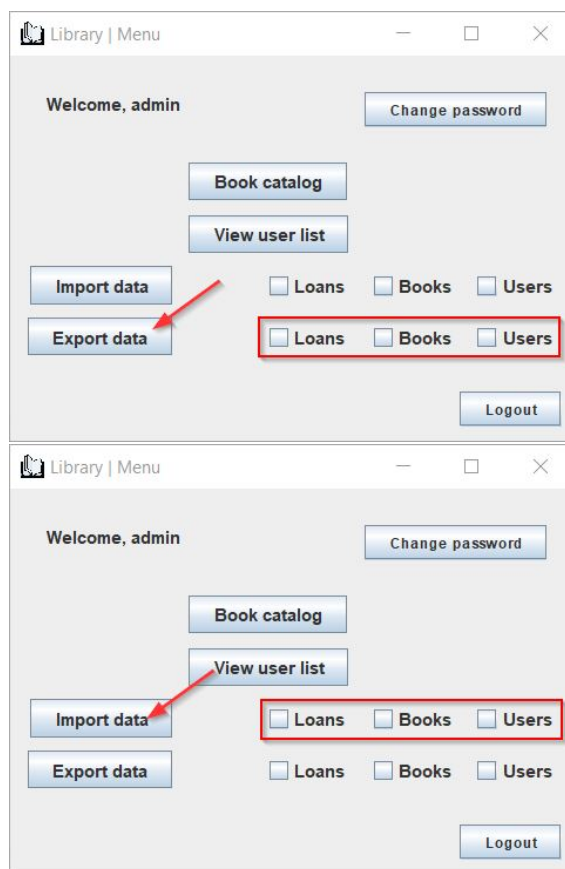 Library | Menu
Welcome, admin
Change password
Book catalog
View user list
Import data Loans Books Users
Export data Loans Books Users
Logout
Library | Menu
Welcome, admin
Change password
Book catalog
View user list
Import data Loans Books Users
Export data Loans Books Users
Logout